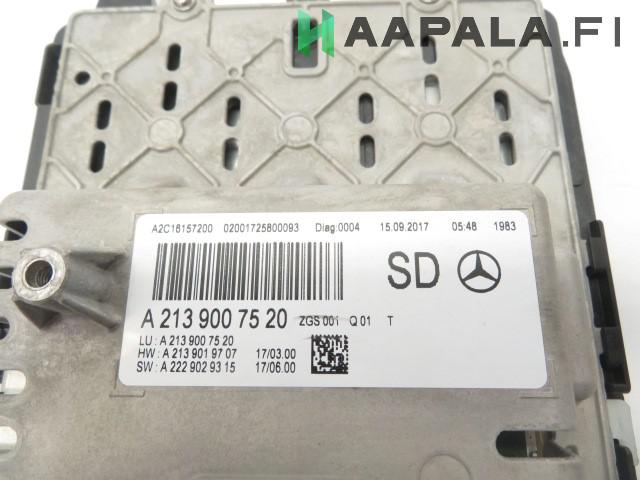 HAAPALA.FI
A2C16157200 02001725800093 Diag:0004 15.09.2017 05:48 1983
SD
A 213 900 75 20 ZGS 001 Q 01 T
LU : A 213 900 75 20
HW : A 213 901 97 07 17/03.00
SW : A 222 902 93 15 17/06.00